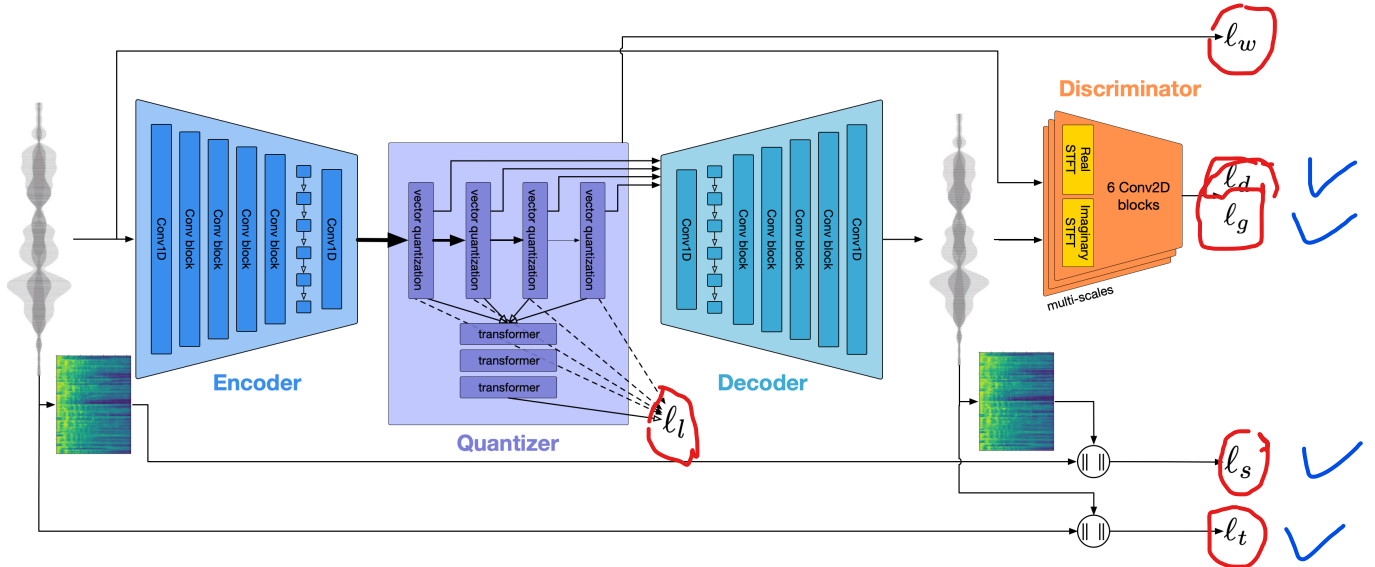 ℓw
Discriminator
Real STFT
Imaginary STFT
6 Conv2D
blocks
ℓd
ℓg
multi-scales
Conv1D
Conv block
Conv block
Conv block
Conv block
Conv1D
Encoder
vector quantization
vector quantization
vector quantization
vector quantization
transformer
transformer
transformer
Quantizer
ℓl
Conv1D
Conv block
Conv block
Conv block
Conv block
Conv1D
Decoder
ℓs
ℓt